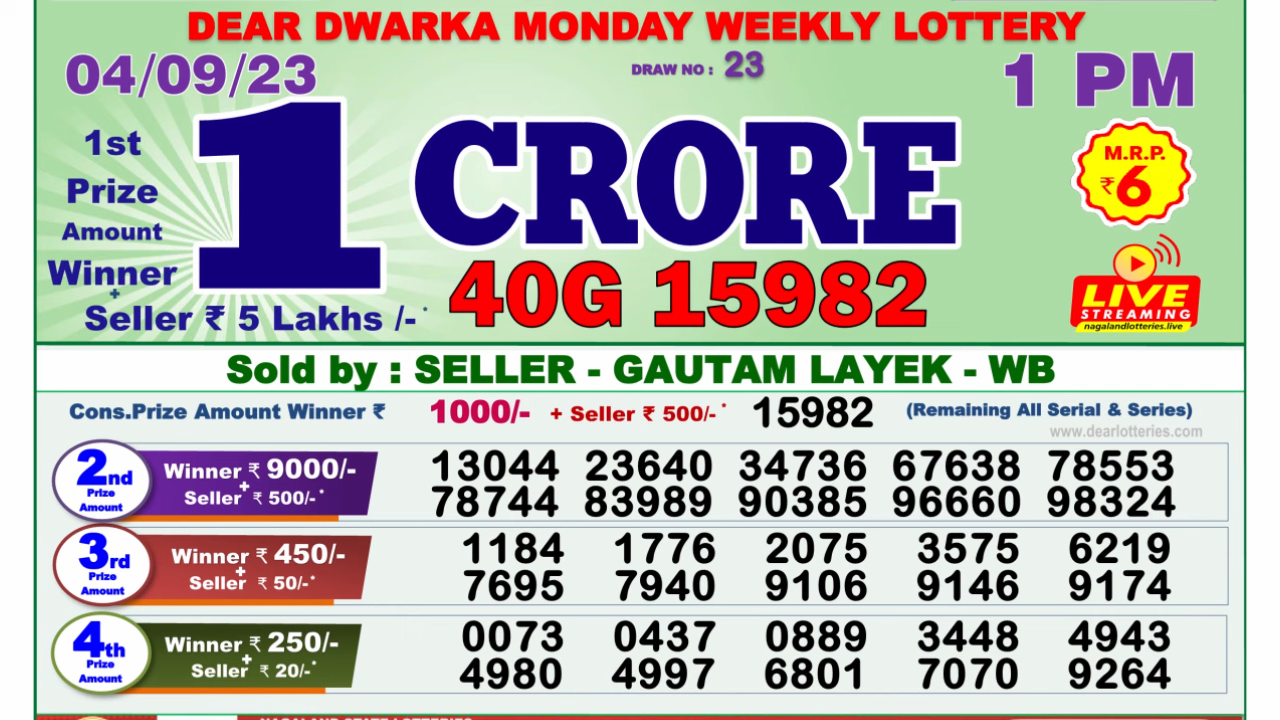 DEAR DWARKA MONDAY WEEKLY LOTTERY
04/09/23 DRAW NO : 23 1 PM
1st Prize Amount Winner + Seller ₹ 5 Lakhs /-*
1 CRORE
40G 15982
M.R.P.
₹6
LIVE
STREAMING
nagalandlotteries.live
Sold by : SELLER - GAUTAM LAYEK - WB
Cons.Prize Amount Winner ₹ 1000/- + Seller ₹ 500/-* 15982 (Remaining All Serial & Series)
www.dearlotteries.com
2nd Prize Amount
Winner ₹ 9000/-
+
Seller ₹ 500/-*
13044 23640 34736 67638 78553
78744 83989 90385 96660 98324
3rd Prize Amount
Winner ₹ 450/-
+
Seller ₹ 50/-*
1184 1776 2075 3575 6219
7695 7940 9106 9146 9174
4th Prize Amount
Winner ₹ 250/-
+
Seller ₹ 20/-*
0073 0437 0889 3448 4943
4980 4997 6801 7070 9264